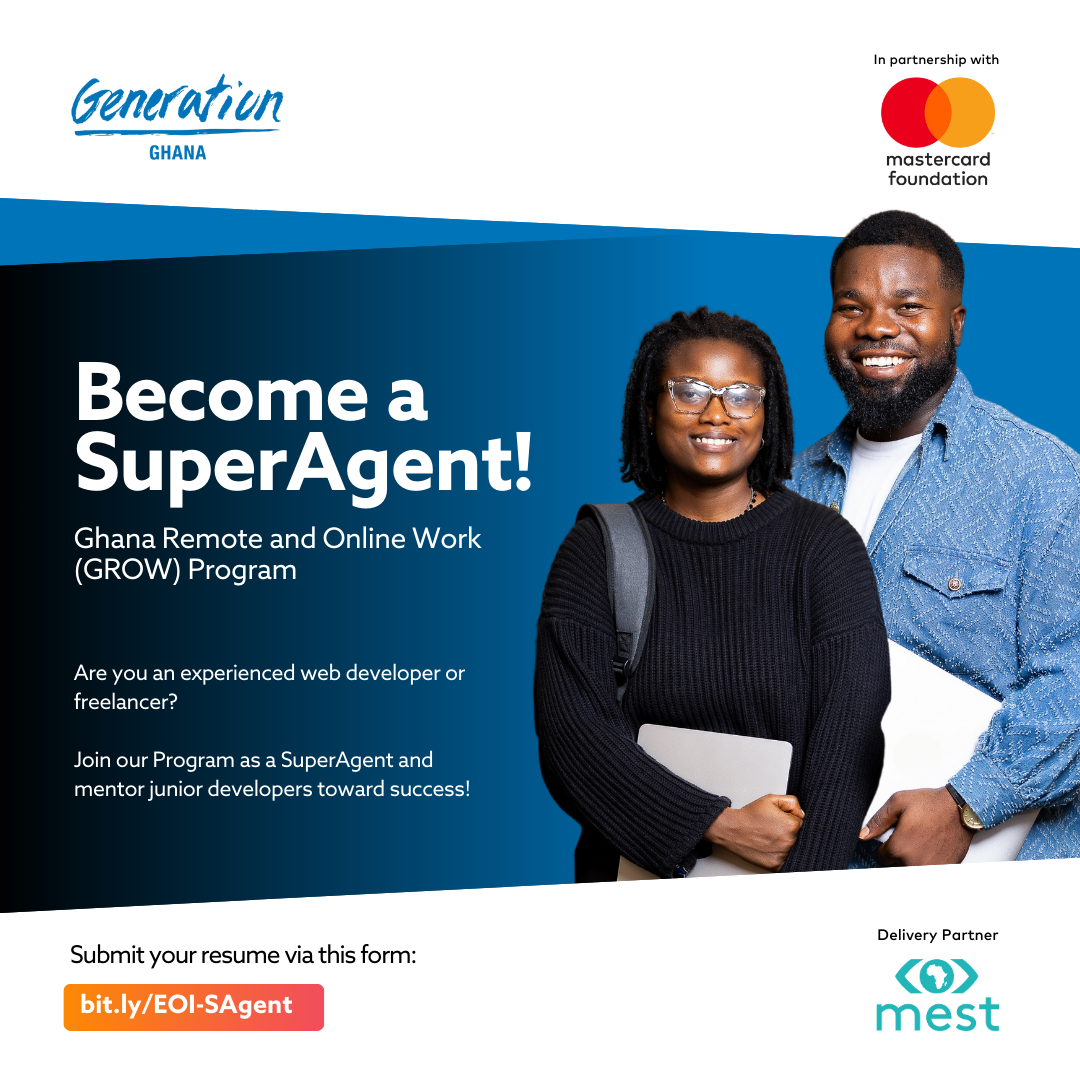 Generation
GHANA
In partnership with
mastercard
foundation
Become a
SuperAgent!
Ghana Remote and Online Work
(GROW) Program
Are you an experienced web developer or
freelancer?
Join our Program as a SuperAgent and
mentor junior developers toward success!
Submit your resume via this form:
bit.ly/EOI-SAgent
Delivery Partner
mest